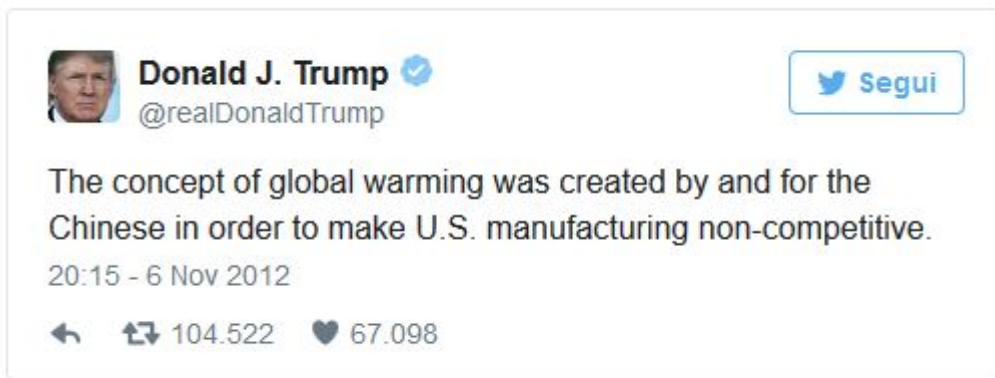 Donald J. Trump
Segui
@realDonaldTrump
The concept of global warming was created by and for the
Chinese in order to make U.S. manufacturing non-competitive.
20:15 - 6 Nov 2012
104.522 67.098